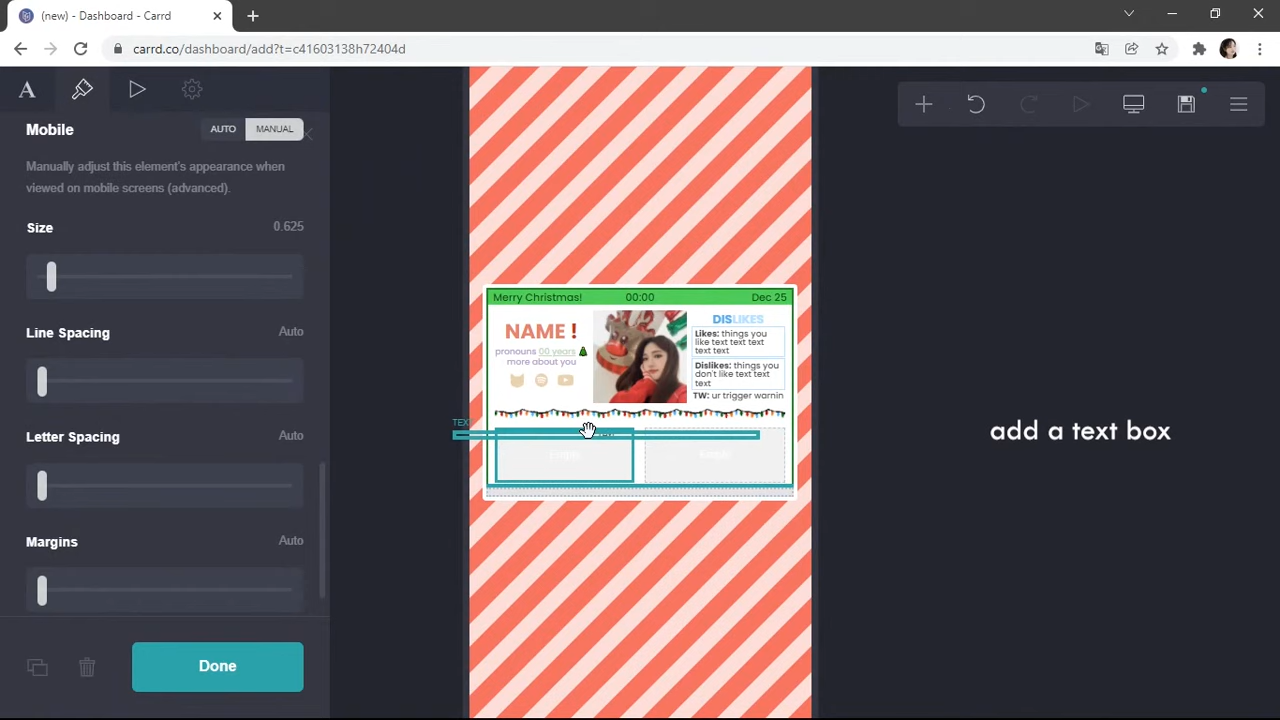 (new) - Dashboard - Carrd
carrd.co/dashboard/add?t=c41603138h72404d
A
Mobile
AUTO
MANUAL
Manually adjust this element's appearance when
viewed on mobile screens (advanced).
Size
0.625
Line Spacing
Auto
Letter Spacing
Auto
Margins
Auto
Done
Merry Christmas!
00:00
Dec 25
NAME !
pronouns 00 years
more about you
DISLIKES
Likes: things you
like text text text
text text
Dislikes: things you
don't like text text
text
TW: ur trigger warnin
TEX
add a text box